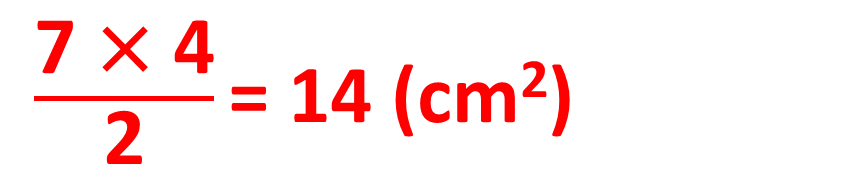 7 × 4
2
= 14 (cm²)